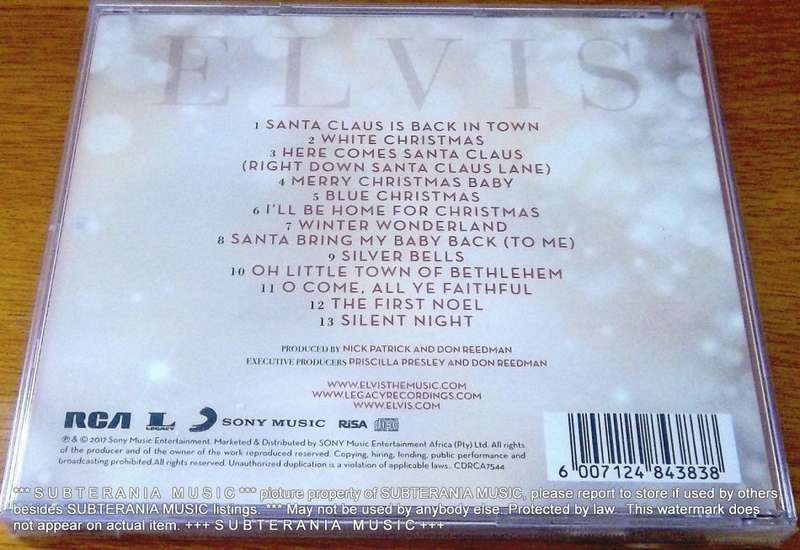 ELVIS
1 SANTA CLAUS IS BACK IN TOWN
2 WHITE CHRISTMAS
3 HERE COMES SANTA CLAUS
(RIGHT DOWN SANTA CLAUS LANE)
4 MERRY CHRISTMAS BABY
5 BLUE CHRISTMAS
6 I'LL BE HOME FOR CHRISTMAS
7 WINTER WONDERLAND
8 SANTA BRING MY BABY BACK (TO ME)
9 SILVER BELLS
10 OH LITTLE TOWN OF BETHLEHEM
11 O COME, ALL YE FAITHFUL
12 THE FIRST NOEL
13 SILENT NIGHT
PRODUCED BY NICK PATRICK AND DON REEDMAN
EXECUTIVE PRODUCERS PRISCILLA PRESLEY AND DON REEDMAN
WWW.ELVISTHEMUSIC.COM
WWW.LEGACYRECORDINGS.COM
WWW.ELVIS.COM
RCA L LEGACY SONY MUSIC RiSA disc
℗ & © 2017 Sony Music Entertainment. Marketed & Distributed by SONY Music Entertainment Africa (Pty) Ltd. All rights
of the producer and of the owner of the work reproduced reserved. Copying, hiring, lending, public performance and
broadcasting prohibited.All rights reserved. Unauthorized duplication is a violation of applicable laws.. CDRCA7544
6 007124 843838
*** S U B T E R A N I A M U S I C *** picture property of SUBTERANIA MUSIC, please report to store if used by others
besides SUBTERANIA MUSIC listings. *** May not be used by anybody else. Protected by law. This watermark does
not appear on actual item. +++ S U B T E R A N I A M U S I C +++